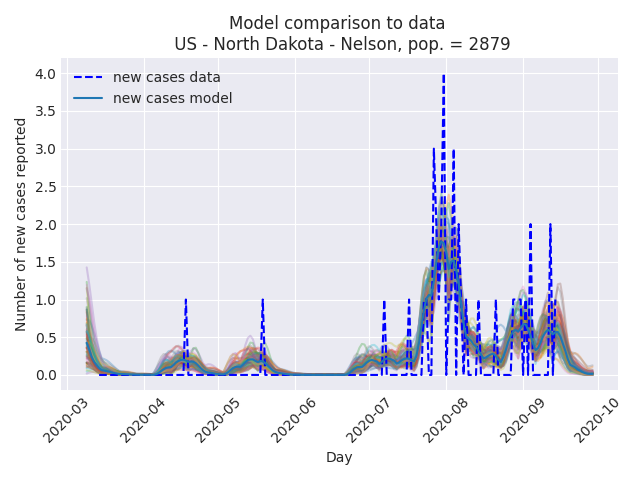 Model comparison to data
US - North Dakota - Nelson, pop. = 2879
new cases data
new cases model
Number of new cases reported
4.0
3.5
3.0
2.5
2.0
1.5
1.0
0.5
0.0
2020-03
2020-04
2020-05
2020-06
2020-07
2020-08
2020-09
2020-10
Day